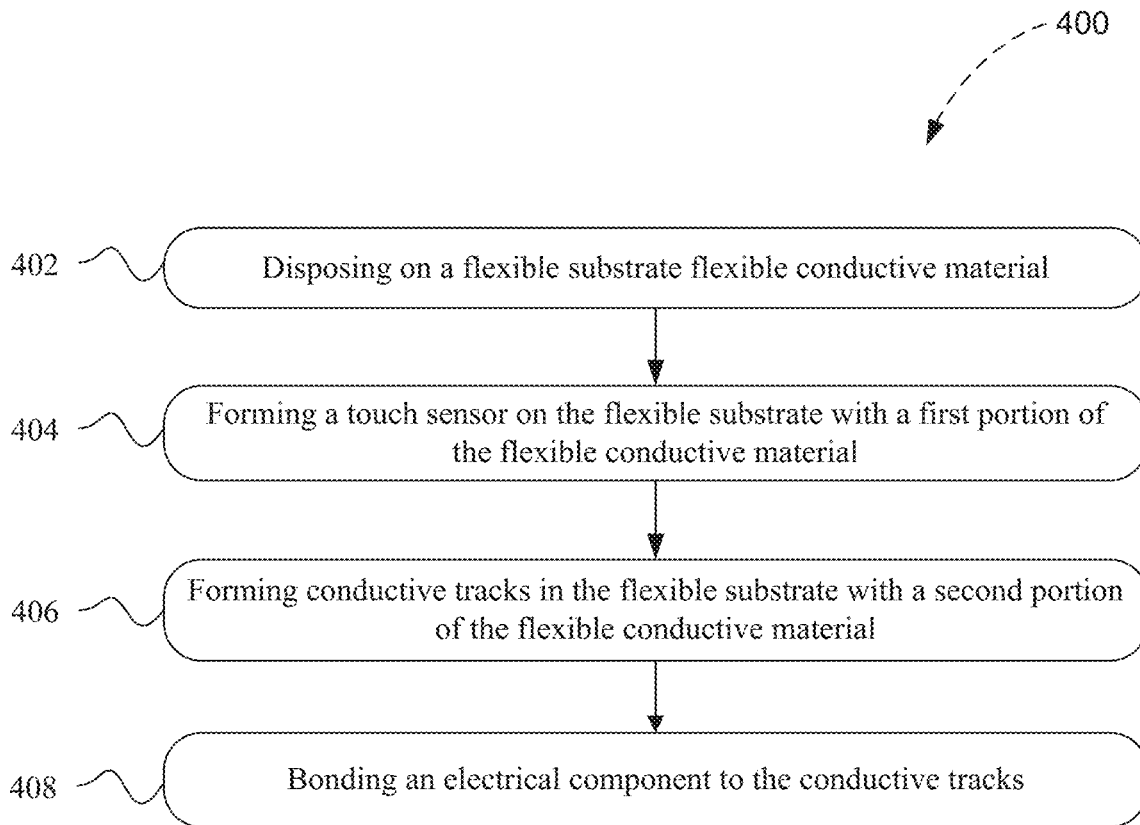 400
402
Disposing on a flexible substrate flexible conductive material
404
Forming a touch sensor on the flexible substrate with a first portion of
the flexible conductive material
406
Forming conductive tracks in the flexible substrate with a second portion
of the flexible conductive material
408
Bonding an electrical component to the conductive tracks